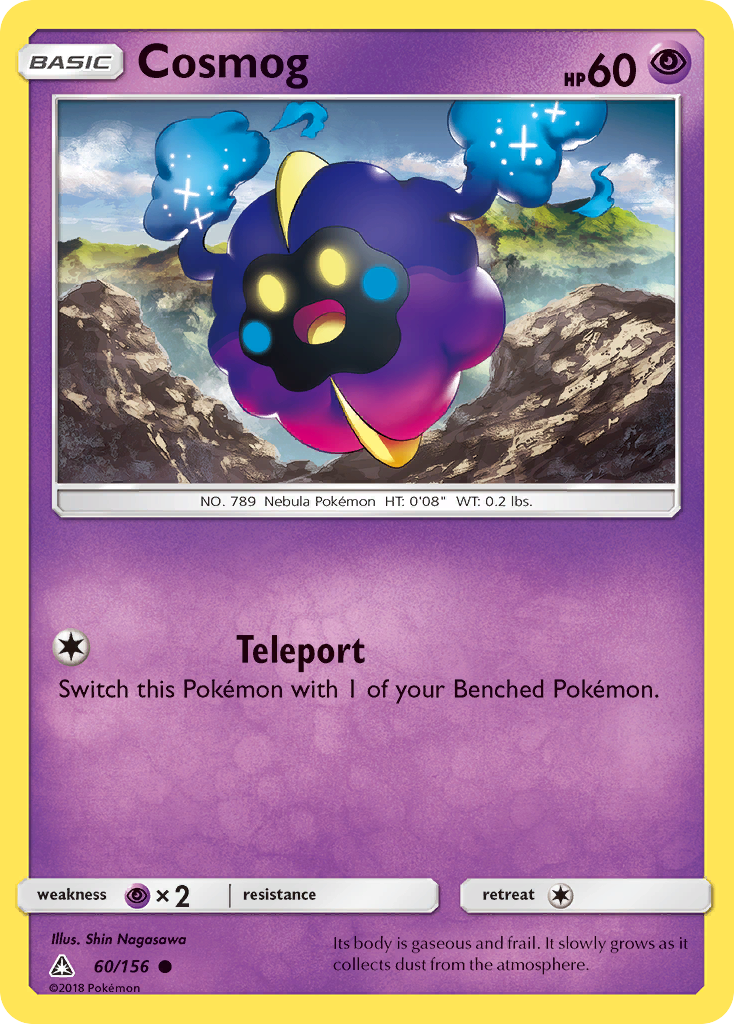 BASIC Cosmog HP60
NO. 789 Nebula Pokémon HT: 0'08" WT: 0.2 lbs.
Teleport
Switch this Pokémon with 1 of your Benched Pokémon.
weakness ×2 resistance retreat
Illus. Shin Nagasawa
60/156
©2018 Pokémon
Its body is gaseous and frail. It slowly grows as it
collects dust from the atmosphere.